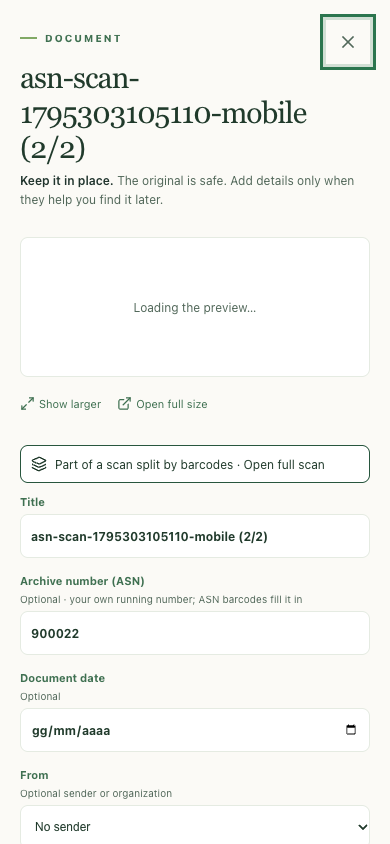 DOCUMENT
asn-scan-
1795303105110-mobile
(2/2)
Keep it in place. The original is safe. Add details only when
they help you find it later.
Loading the preview…
Show larger
Open full size
Part of a scan split by barcodes · Open full scan
Title
asn-scan-1795303105110-mobile (2/2)
Archive number (ASN)
Optional · your own running number; ASN barcodes fill it in
900022
Document date
Optional
gg/mm/aaaa
From
Optional sender or organization
No sender